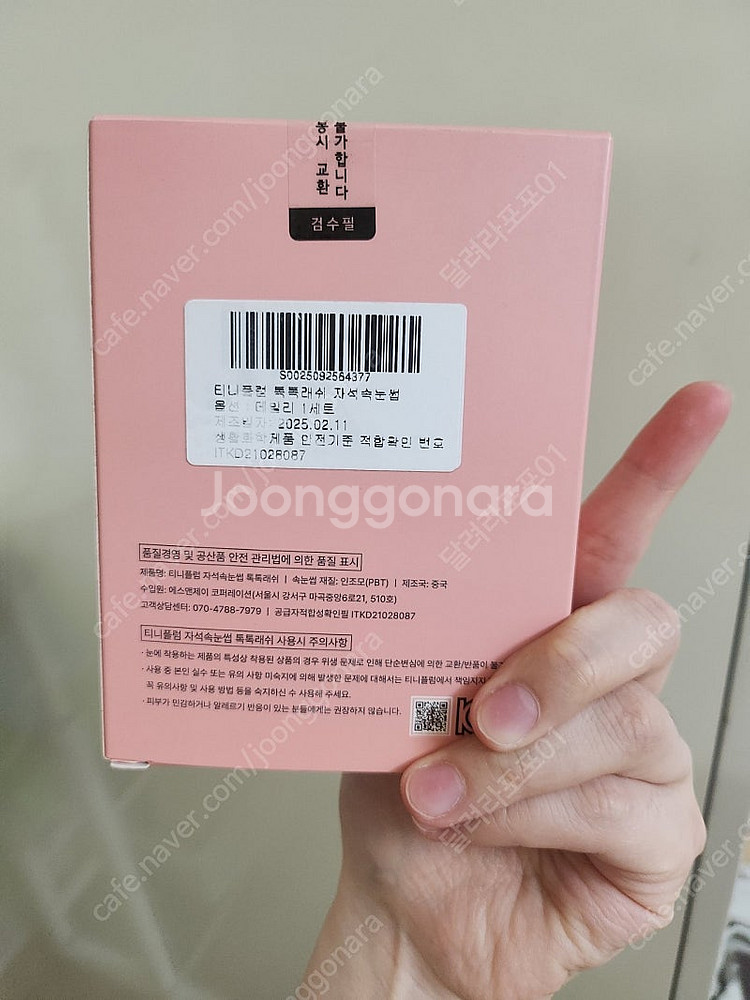 불가합니다
봉시 교환
검수필
S0025092564377
티니플럼 톡톡래쉬 자석속눈썹
옵션 : 데일리 1세트
제조일자: 2025.02.11
생활화학제품 안전기준 적합확인 번호
ITKD21028087
Joonggonara
품질경영 및 공산품 안전 관리법에 의한 품질 표시
제품명: 티니플럼 자석속눈썹 톡톡래쉬 | 속눈썹 재질: 인조모(PBT) | 제조국: 중국
수입원: 에스앤제이 코퍼레이션(서울시 강서구 마곡중앙6로21, 510호)
고객상담센터: 070-4788-7979 | 공급자적합성확인필 ITKD21028087
티니플럼 자석속눈썹 톡톡래쉬 사용시 주의사항
· 눈에 착용하는 제품의 특성상 착용된 상품의 경우 위생 문제로 인해 단순변심에 의한 교환/반품이 불가
· 사용 중 본인 실수 또는 유의 사항 미숙지에 의해 발생한 문제에 대해서는 티니플럼에서 책임지지
꼭 유의사항 및 사용 방법 등을 숙지하신 수 사용해 주세요.
· 피부가 민감하거나 알레르기 반응이 있는 분들에게는 권장하지 않습니다.
cafe.naver.com/joonggonara
달려라포포01